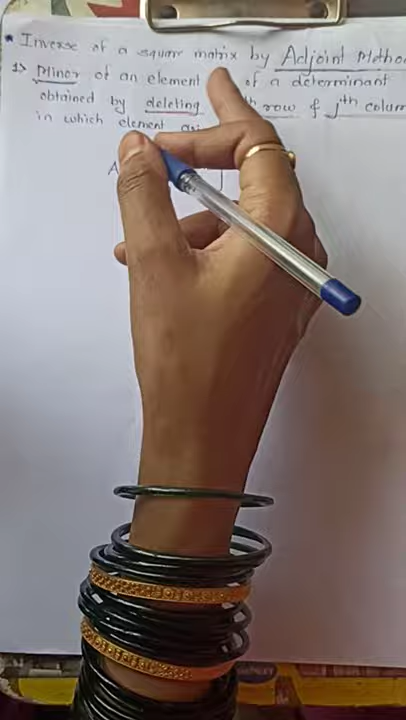 * Inverse of a square matrix by Adjoint Metho
1> Minor of an element of a determinant
obtained by deleting th row & jth colum
in which element
A